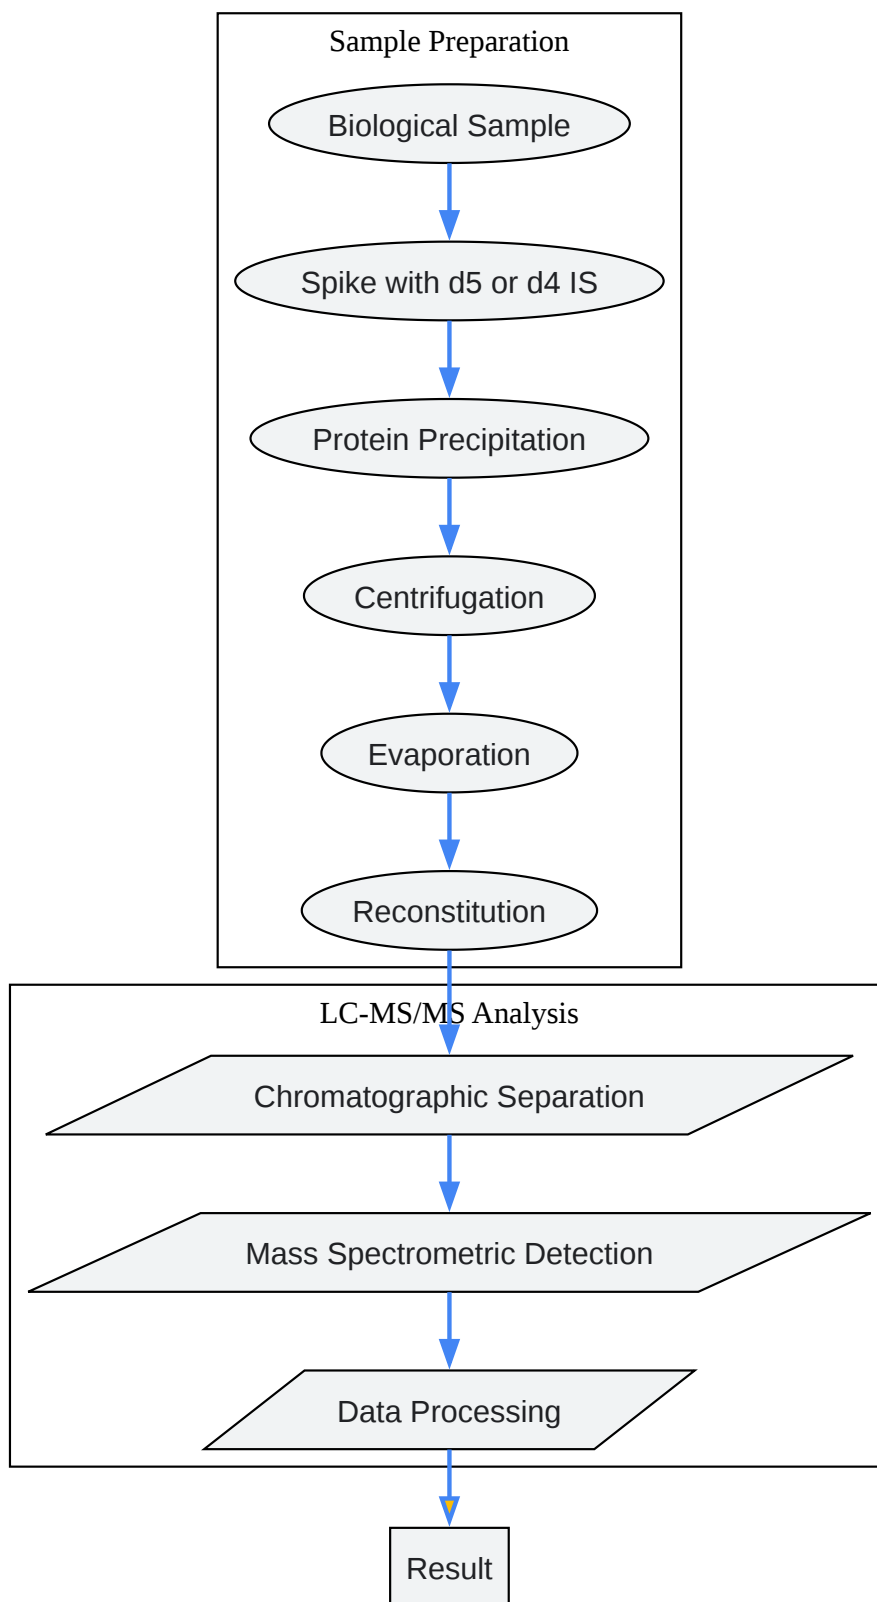 Sample Preparation
Biological Sample
Spike with d5 or d4 IS
Protein Precipitation
Centrifugation
Evaporation
Reconstitution
LC-MS/MS Analysis
Chromatographic Separation
Mass Spectrometric Detection
Data Processing
Result